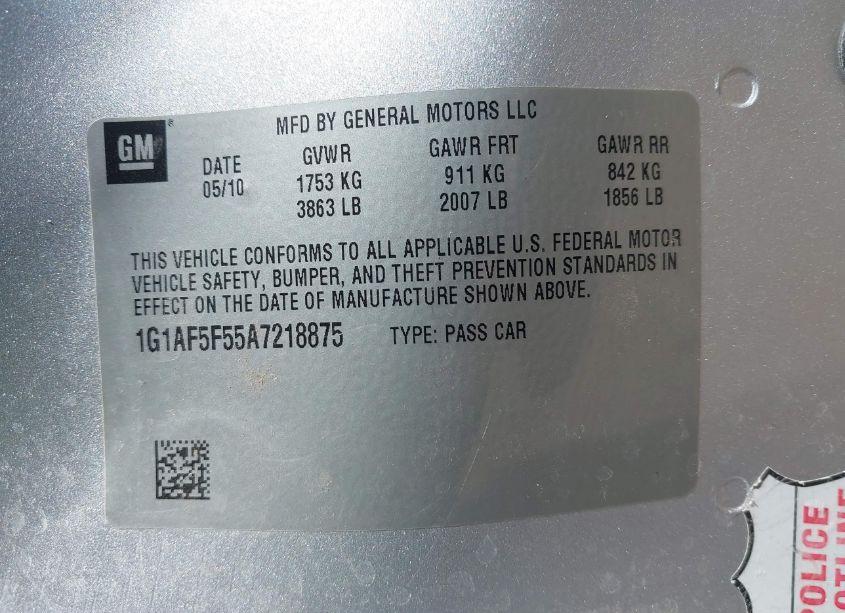 GM
MFD BY GENERAL MOTORS LLC
DATE GVWR GAWR FRT GAWR RR
05/10 1753 KG 911 KG 842 KG
3863 LB 2007 LB 1856 LB
THIS VEHICLE CONFORMS TO ALL APPLICABLE U.S. FEDERAL MOTOR
VEHICLE SAFETY, BUMPER, AND THEFT PREVENTION STANDARDS IN
EFFECT ON THE DATE OF MANUFACTURE SHOWN ABOVE.
1G1AF5F55A7218875 TYPE: PASS CAR
POLICE